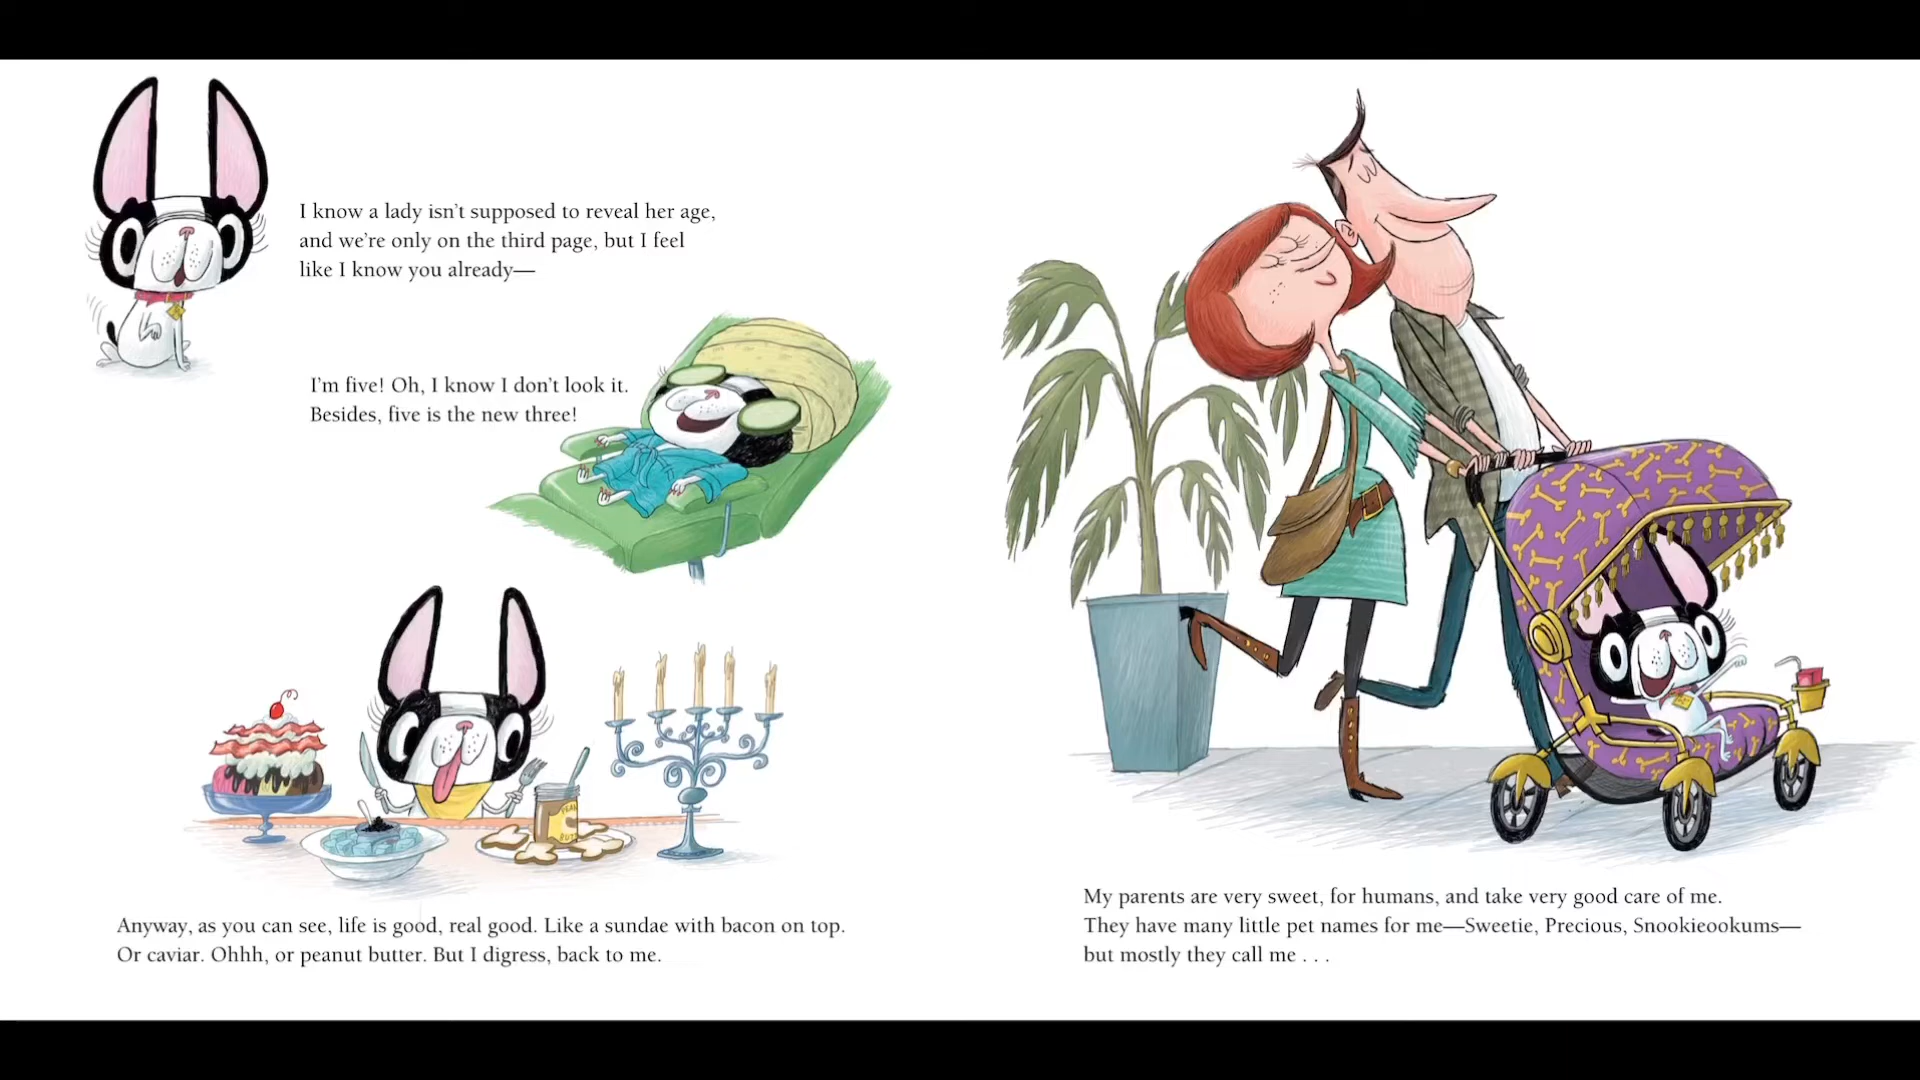 I know a lady isn't supposed to reveal her age,
and we're only on the third page, but I feel
like I know you already—
I'm five! Oh, I know I don't look it.
Besides, five is the new three!
Anyway, as you can see, life is good, real good. Like a sundae with bacon on top.
Or caviar. Ohhh, or peanut butter. But I digress, back to me.
My parents are very sweet, for humans, and take very good care of me.
They have many little pet names for me—Sweetie, Precious, Snookieookums—
but mostly they call me . . .